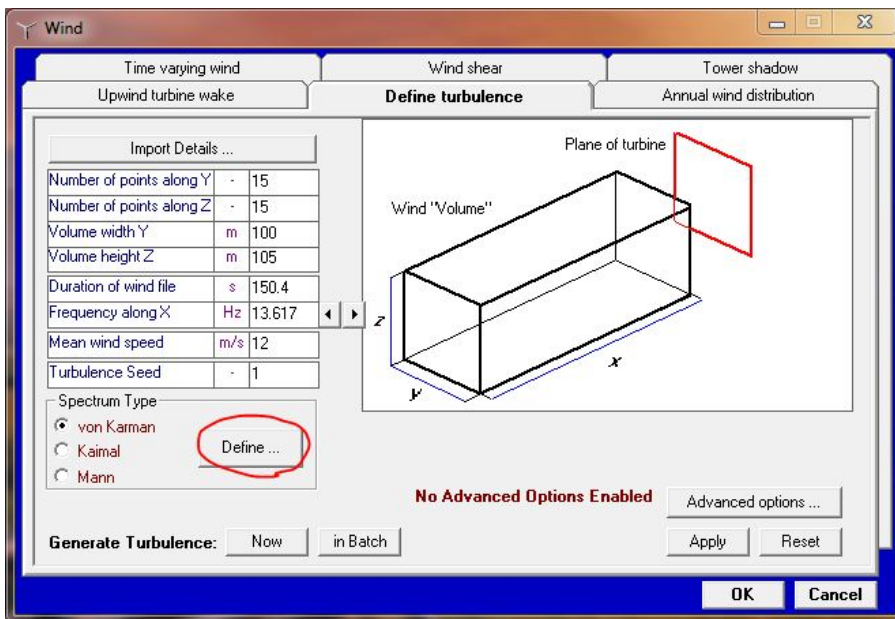 Wind
Time varying wind Wind shear Tower shadow
Upwind turbine wake Define turbulence Annual wind distribution
Import Details ...
Number of points along Y - 15
Number of points along Z - 15
Volume width Y m 100
Volume height Z m 105
Duration of wind file s 150.4
Frequency along X Hz 13.617
Mean wind speed m/s 12
Turbulence Seed - 1
Plane of turbine
Wind "Volume"
z
y
x
Spectrum Type
von Karman
Kaimal
Mann
Define ...
No Advanced Options Enabled Advanced options ...
Generate Turbulence: Now in Batch Apply Reset
OK Cancel